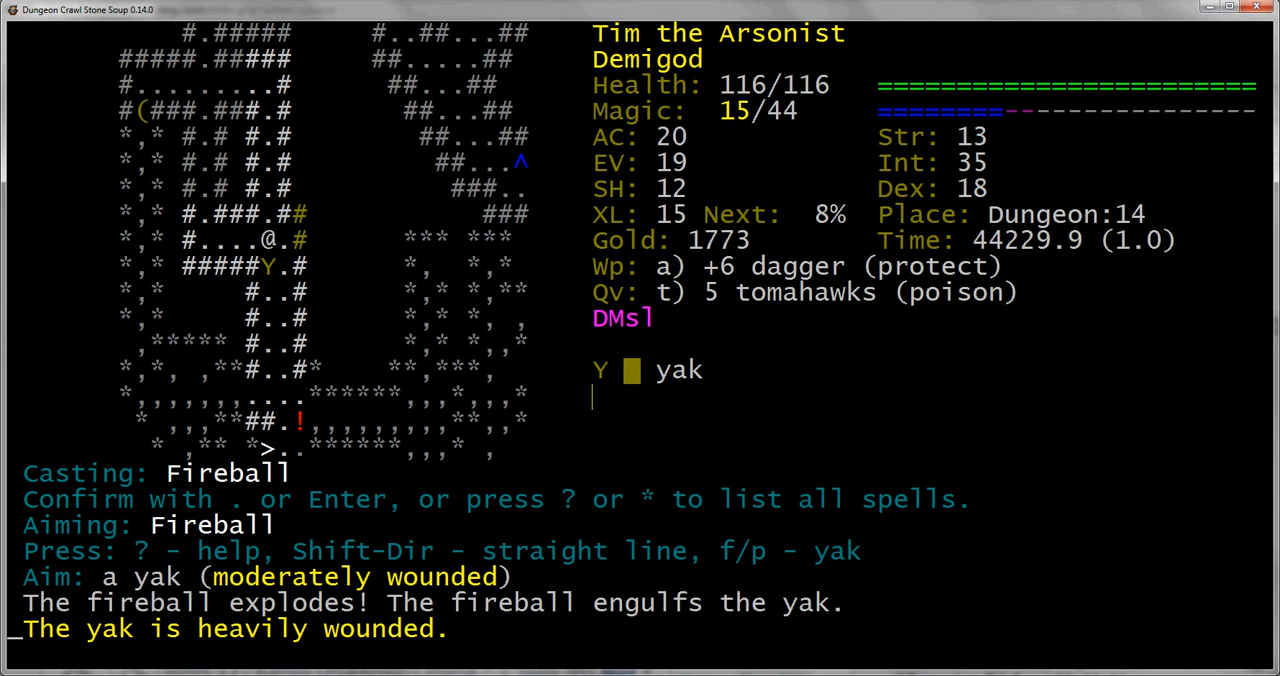 Dungeon Crawl Stone Soup 0.14.0
#.##### #..##...## Tim the Arsonist
#####.##### ##.....## Demigod
#.........# ##...## Health: 116/116 ========================
#(###.###.# ##...## Magic: 15/44 ==========---------------
*,* #.# #.# ##...## AC: 20 Str: 13
*,* #.# #.# ##...^ EV: 19 Int: 35
*,* #.# #.# ###.. SH: 12 Dex: 18
*,* #.###.## ### XL: 15 Next: 8% Place: Dungeon:14
*,* #....@.# *** *** Gold: 1773 Time: 44229.9 (1.0)
*,* #####Y.# *, *,* Wp: a) +6 dagger (protect)
*,* #..# *,* *,** Qv: t) 5 tomahawks (poison)
*,* #..# *,* *, , DMsl
,***** #..# *,* *,,*
*,*, ,**#..#* **,***, Y yak
*,,,,,,,....******,,,*,,,*
* ,,,**##.!,,,,,,,,,**,,*
* ,** *>..******,,,* ,
Casting: Fireball
Confirm with . or Enter, or press ? or * to list all spells.
Aiming: Fireball
Press: ? - help, Shift-Dir - straight line, f/p - yak
Aim: a yak (moderately wounded)
The fireball explodes! The fireball engulfs the yak.
_The yak is heavily wounded.